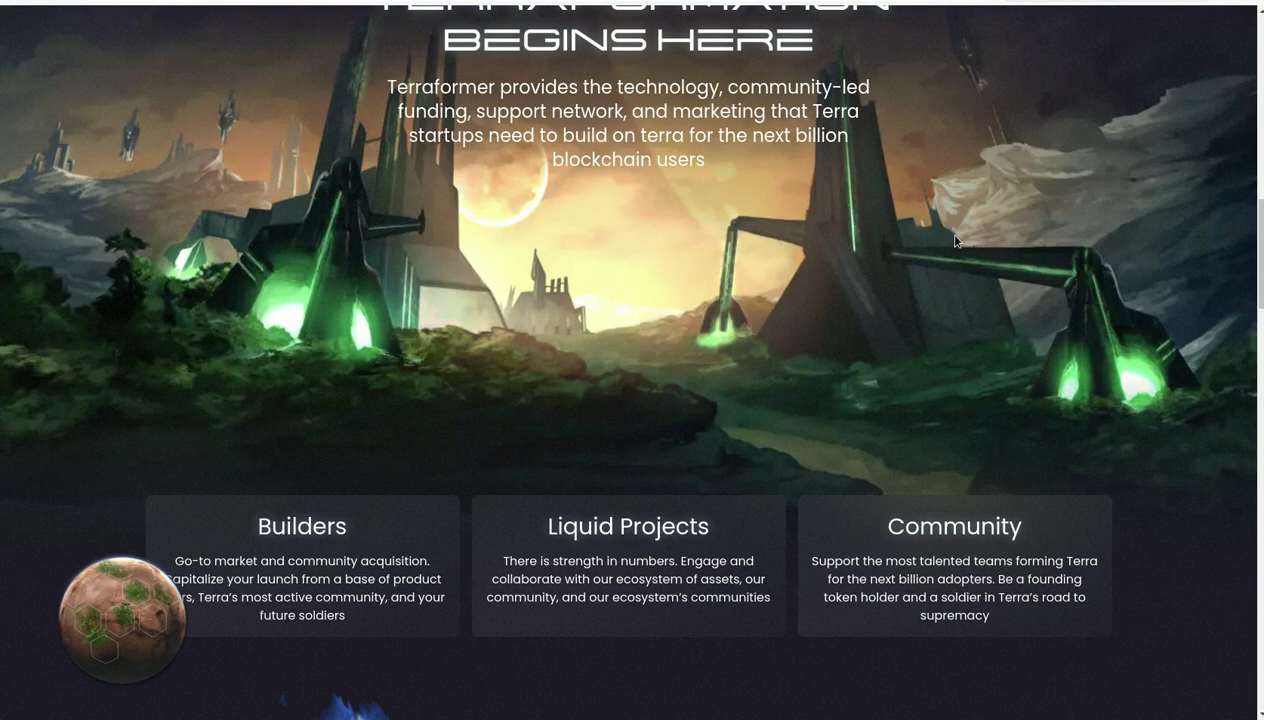 BEGINS HERE
Terraformer provides the technology, community-led
funding, support network, and marketing that Terra
startups need to build on terra for the next billion
blockchain users
Builders
Go-to market and community acquisition.
Capitalize your launch from a base of product
rs, Terra’s most active community, and your
future soldiers
Liquid Projects
There is strength in numbers. Engage and
collaborate with our ecosystem of assets, our
community, and our ecosystem’s communities
Community
Support the most talented teams forming Terra
for the next billion adopters. Be a founding
token holder and a soldier in Terra’s road to
supremacy